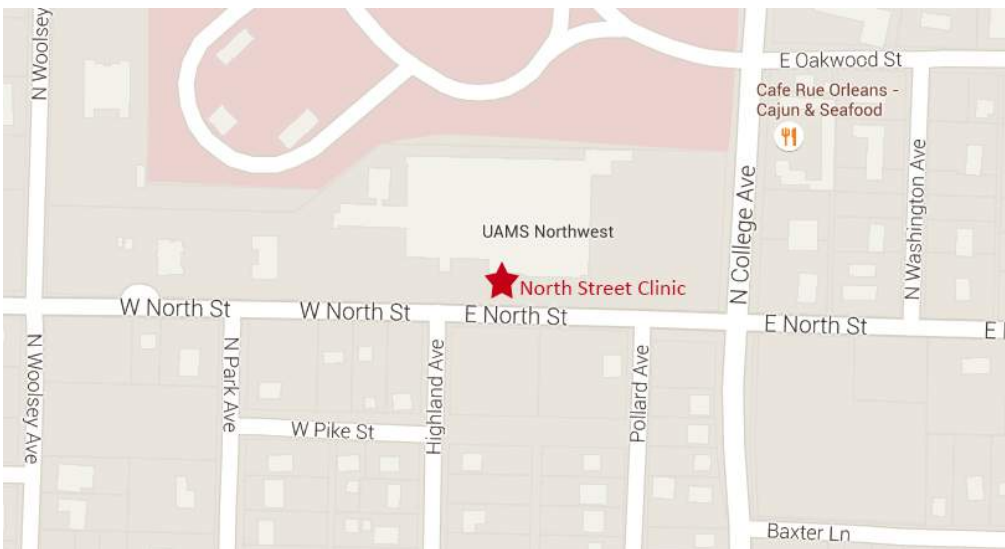 N Woolsey
E Oakwood St
Cafe Rue Orleans -
Cajun & Seafood
N Washington Ave
N College Ave
UAMS Northwest
North Street Clinic
W North St
W North St
E North St
E North St
E
N Woolsey Ave
N Park Ave
Highland Ave
Pollard Ave
W Pike St
Baxter Ln